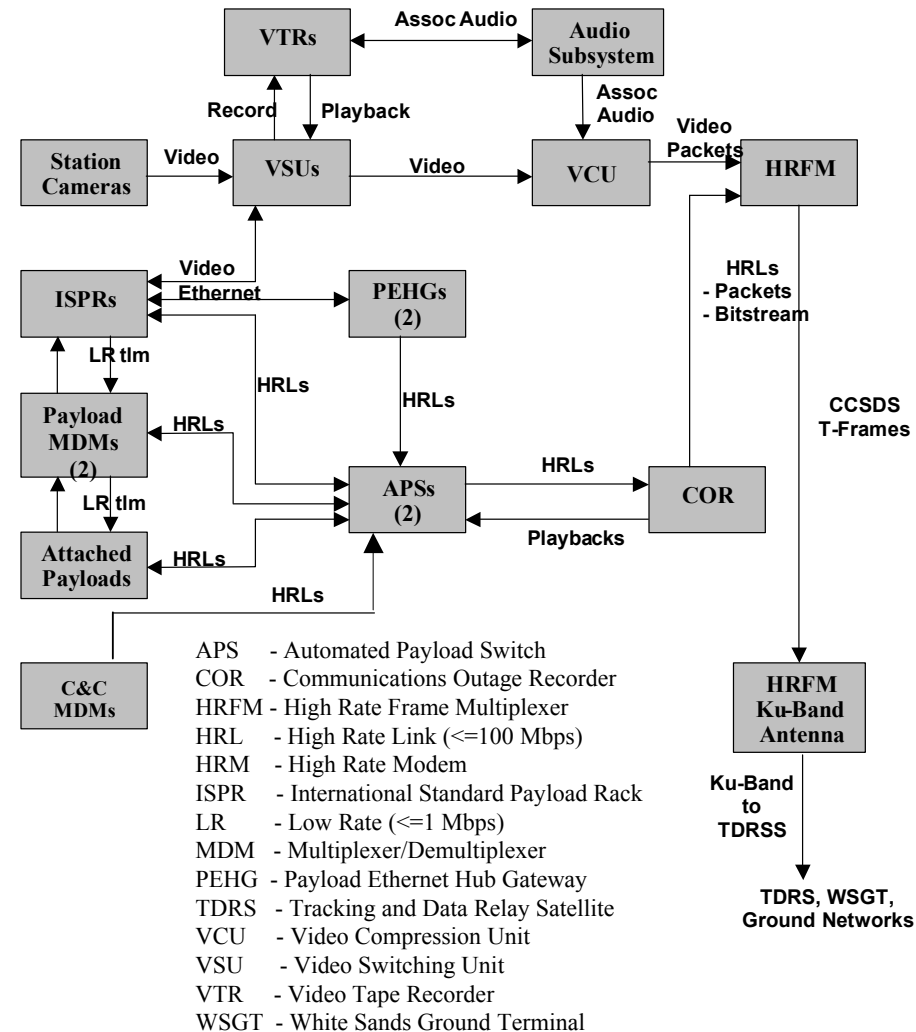 Assoc Audio
VTRs
Audio
Subsystem
Record
Playback
Assoc
Audio
Video
Packets
Station
Cameras
Video
VSUs
Video
VCU
HRFM
Video
Ethernet
ISPRs
PEHGs
(2)
HRLs
- Packets
- Bitstream
LR tlm
HRLs
HRLs
Payload
MDMs
(2)
HRLs
CCSDS
T-Frames
LR tlm
APSs
(2)
HRLs
COR
Playbacks
Attached
Payloads
HRLs
HRLs
C&C
MDMs
HRFM
Ku-Band
Antenna
Ku-Band
to
TDRSS
TDRS, WSGT,
Ground Networks
APS - Automated Payload Switch
COR - Communications Outage Recorder
HRFM - High Rate Frame Multiplexer
HRL - High Rate Link (<=100 Mbps)
HRM - High Rate Modem
ISPR - International Standard Payload Rack
LR - Low Rate (<=1 Mbps)
MDM - Multiplexer/Demultiplexer
PEHG - Payload Ethernet Hub Gateway
TDRS - Tracking and Data Relay Satellite
VCU - Video Compression Unit
VSU - Video Switching Unit
VTR - Video Tape Recorder
WSGT - White Sands Ground Terminal